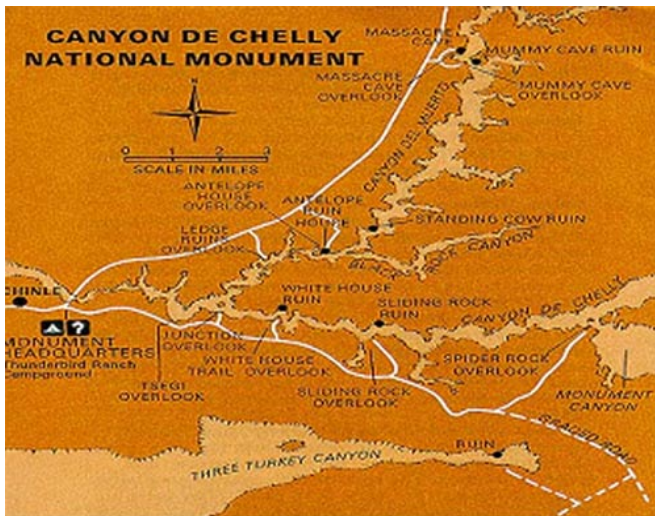 CANYON DE CHELLY
NATIONAL MONUMENT
MASSACRE
CAVE
MUMMY CAVE RUIN
MASSACRE
CAVE
OVERLOOK
MUMMY CAVE
OVERLOOK
N
CANYON DEL MUERTO
0 1 2 3
SCALE IN MILES
ANTELOPE
HOUSE
OVERLOOK
ANTELOPE
RUIN
HOUSE
STANDING COW RUIN
LEDGE
RUINS
OVERLOOK
BLACK ROCK CANYON
CHINLE
WHITE HOUSE
RUIN
SLIDING ROCK
RUIN
CANYON DE CHELLY
?
MONUMENT
HEADQUARTERS
Thunderbird Ranch
Campground
JUNCTION
OVERLOOK
WHITE HOUSE
TRAIL OVERLOOK
SPIDER ROCK
OVERLOOK
TSEGI
OVERLOOK
SLIDING ROCK
OVERLOOK
MONUMENT
CANYON
GRADED ROAD
RUIN
THREE TURKEY CANYON